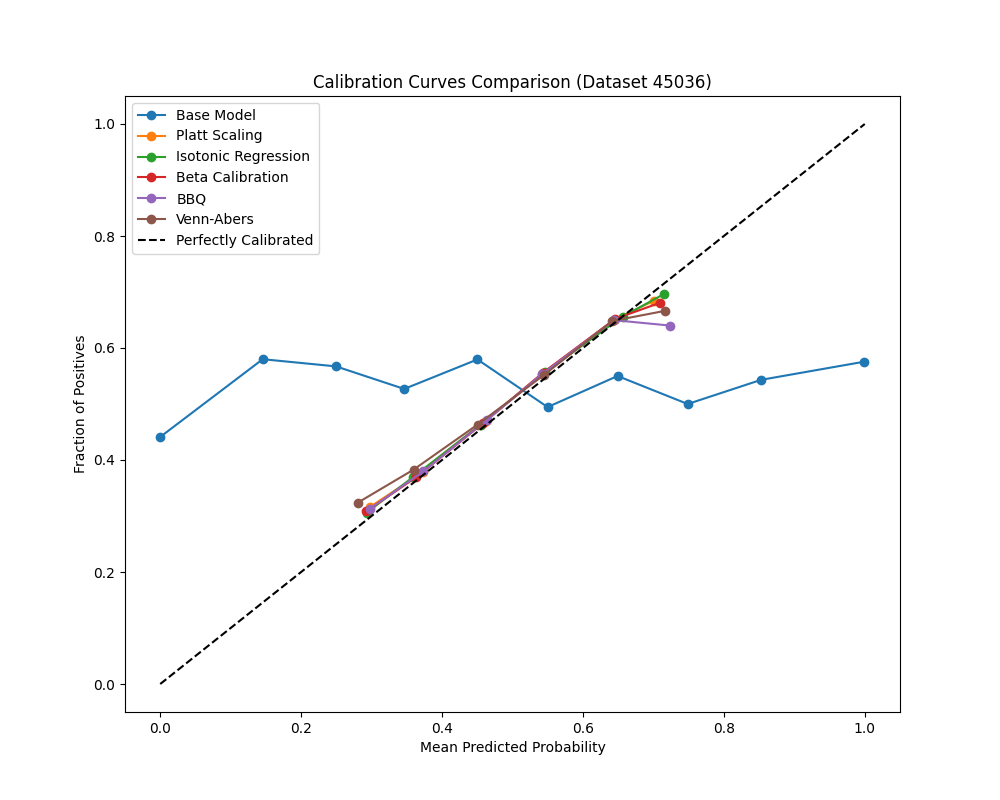 Calibration Curves Comparison (Dataset 45036)
Base Model
Platt Scaling
Isotonic Regression
Beta Calibration
BBQ
Venn-Abers
Perfectly Calibrated
Fraction of Positives
1.0
0.8
0.6
0.4
0.2
0.0
0.0 0.2 0.4 0.6 0.8 1.0
Mean Predicted Probability